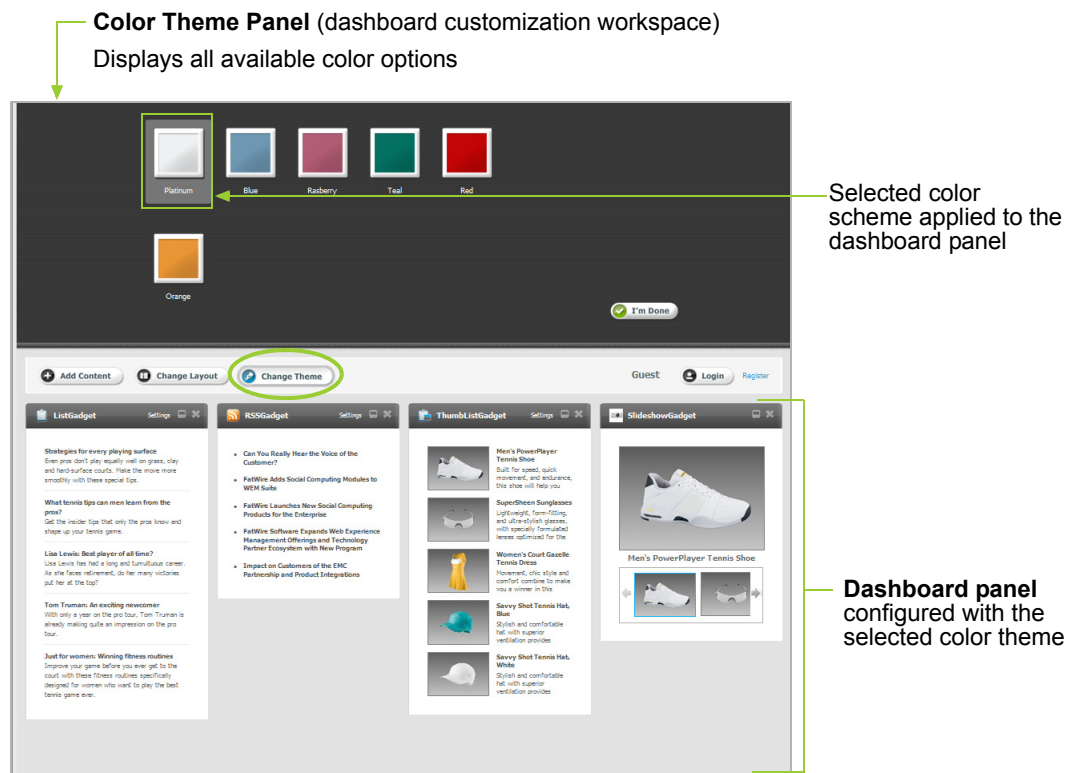 Color Theme Panel (dashboard customization workspace)
Displays all available color options
Platinum
Blue
Rasberry
Teal
Red
Selected color
scheme applied to the
dashboard panel
Orange
I'm Done
Add Content
Change Layout
Change Theme
Guest
Login
Register
ListGadget
Settings
Strategies for every playing surface
Even pros don't play equally well on grass, clay
and hard-surface courts. Make the move more
smoothly with these special tips.
What tennis tips can men learn from the
pros?
Get the insider tips that only the pros know and
shape up your tennis game.
Lisa Lewis: Best player of all time?
Lisa Lewis has had a long and tumultuous career.
As she faces retirement, do her many victories
put her at the top?
Tom Truman: An exciting newcomer
With only a year on the pro tour, Tom Truman is
already making quite an impression on the pro
tour.
Just for women: Winning fitness routines
Improve your game before you ever get to the
court with these fitness routines specifically
designed for women who want to play the best
tennis game ever.
RSSGadget
Settings
Can You Really Hear the Voice of the
Customer?
FatWire Adds Social Computing Modules to
WEM Suite
FatWire Launches New Social Computing
Products for the Enterprise
FatWire Software Expands Web Experience
Management Offerings and Technology
Partner Ecosystem with New Program
Impact on Customers of the EMC
Partnership and Product Integrations
ThumbListGadget
Settings
Men's PowerPlayer
Tennis Shoe
Built for speed, quick
movement, and endurance,
this shoe will help you
SuperSheen Sunglasses
Lightweight, form-fitting,
and ultra-stylish glasses,
with specially formulated
lenses optimized for the
Women's Court Gazelle
Tennis Dress
Movement, chic style and
comfort combine to make
you a winner in this
Savvy Shot Tennis Hat,
Blue
Stylish and comfortable
hat with superior
ventilation provides
Savvy Shot Tennis Hat,
White
Stylish and comfortable
hat with superior
ventilation provides
SlideshowGadget
Men's PowerPlayer Tennis Shoe
Dashboard panel
configured with the
selected color theme